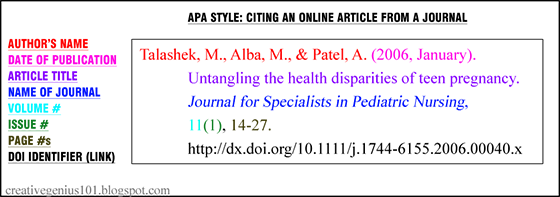 APA STYLE: CITING AN ONLINE ARTICLE FROM A JOURNAL
AUTHOR'S NAME
DATE OF PUBLICATION
ARTICLE TITLE
NAME OF JOURNAL
VOLUME #
ISSUE #
PAGE #s
DOI IDENTIFIER (LINK)
Talashek, M., Alba, M., & Patel, A. (2006, January).
Untangling the health disparities of teen pregnancy.
Journal for Specialists in Pediatric Nursing,
11(1), 14-27.
http://dx.doi.org/10.1111/j.1744-6155.2006.00040.x
creativegenius101.blogspot.com